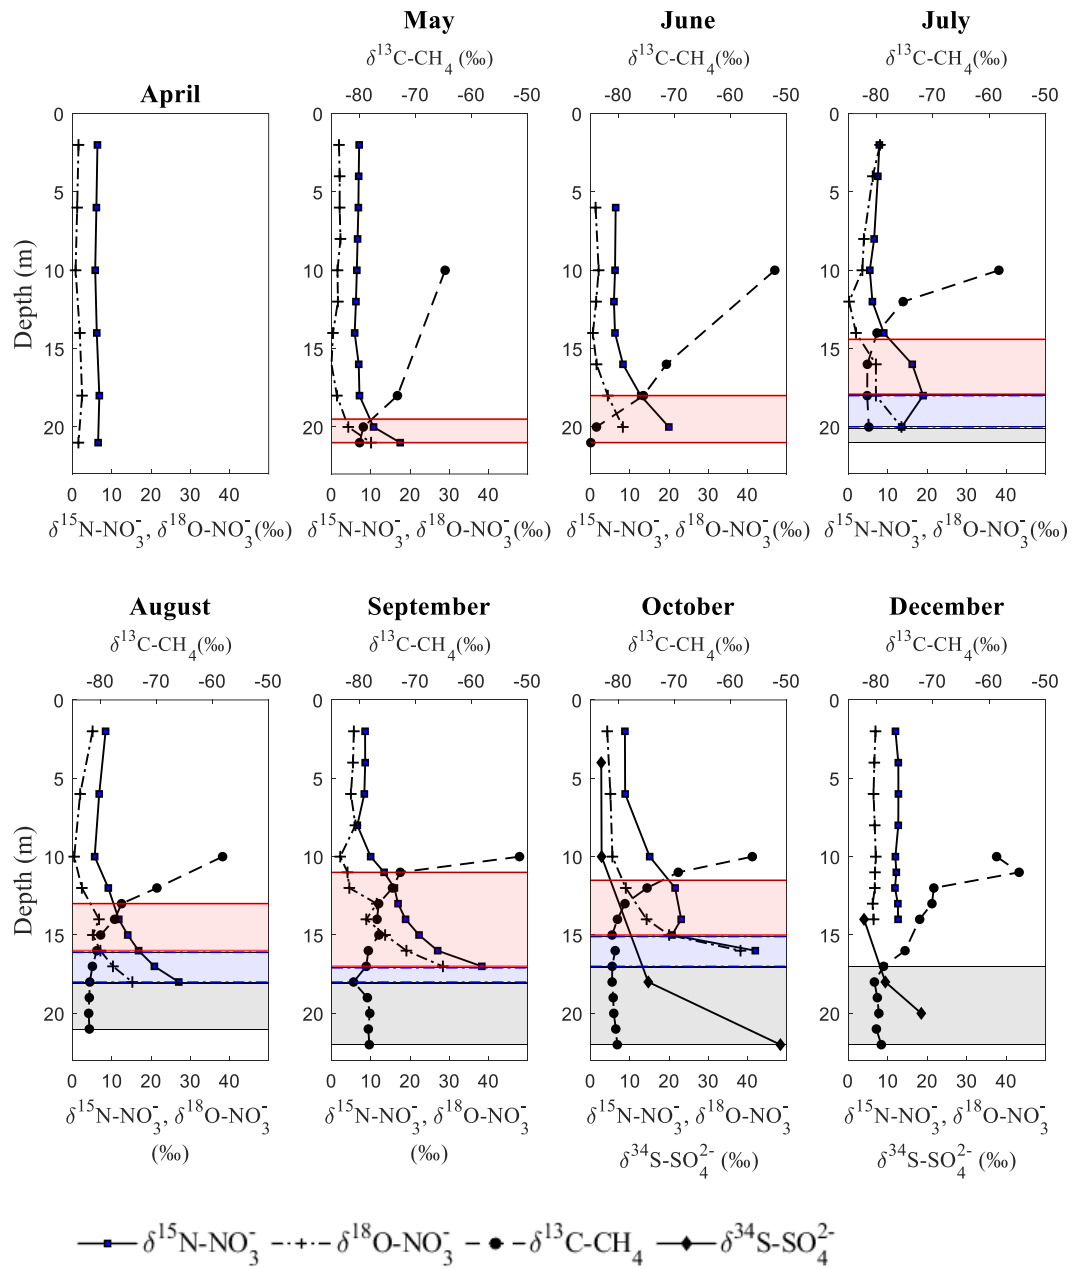 May June July
δ13C-CH4 (‰) δ13C-CH4(‰) δ13C-CH4(‰)
April -80 -70 -60 -50 -80 -70 -60 -50 -80 -70 -60 -50
0 0 0 0
5 5 5 5
10 10 10 10
15 15 15 15
20 20 20 20
Depth (m)
0 10 20 30 40 0 10 20 30 40 0 10 20 30 40 0 10 20 30 40
δ15N-NO3-, δ18O-NO3-(‰) δ15N-NO3-, δ18O-NO3-(‰) δ15N-NO3-, δ18O-NO3-(‰) δ15N-NO3-, δ18O-NO3-(‰)
August September October December
δ13C-CH4(‰) δ13C-CH4(‰) δ13C-CH4(‰) δ13C-CH4(‰)
-80 -70 -60 -50 -80 -70 -60 -50 -80 -70 -60 -50 -80 -70 -60 -50
0 0 0 0
5 5 5 5
10 10 10 10
15 15 15 15
20 20 20 20
Depth (m)
0 10 20 30 40 0 10 20 30 40 0 10 20 30 40 0 10 20 30 40
δ15N-NO3-, δ18O-NO3- δ15N-NO3-, δ18O-NO3- δ15N-NO3-, δ18O-NO3- δ15N-NO3-, δ18O-NO3-
(‰) (‰) δ34S-SO42- (‰) δ34S-SO42- (‰)
δ15N-NO3- δ18O-NO3- δ13C-CH4 δ34S-SO42-